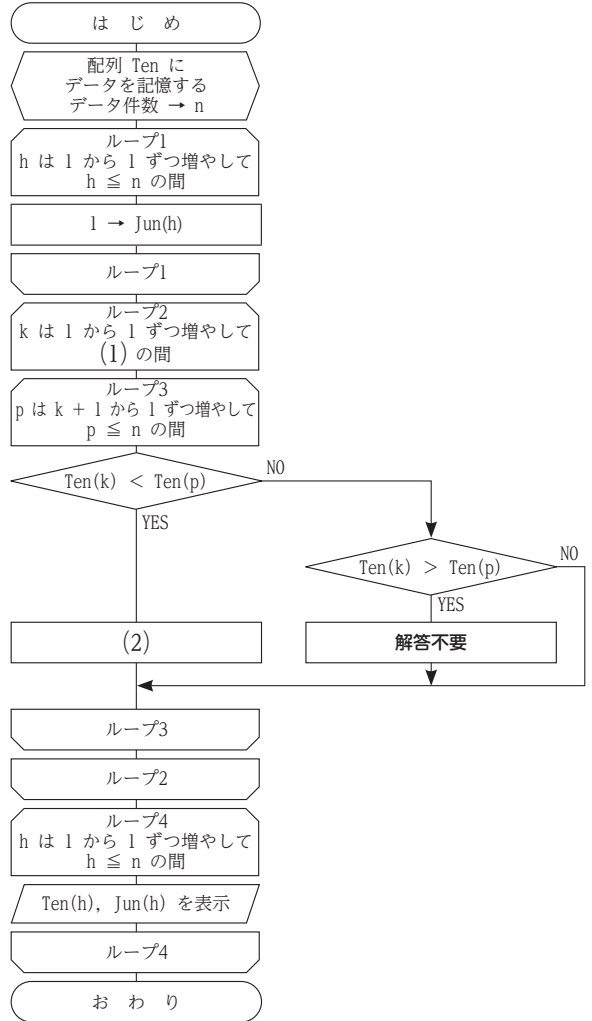 は じ め
配列 Ten に
データを記憶する
データ件数 → n
ループ1
h は 1 から 1 ずつ増やして
h ≦ n の間
1 → Jun(h)
ループ1
ループ2
k は 1 から 1 ずつ増やして
(1) の間
ループ3
p は k + 1 から 1 ずつ増やして
p ≦ n の間
Ten(k) < Ten(p)
NO
YES
Ten(k) > Ten(p)
NO
YES
(2)
解答不要
ループ3
ループ2
ループ4
h は 1 から 1 ずつ増やして
h ≦ n の間
Ten(h), Jun(h) を表示
ループ4
お わ り